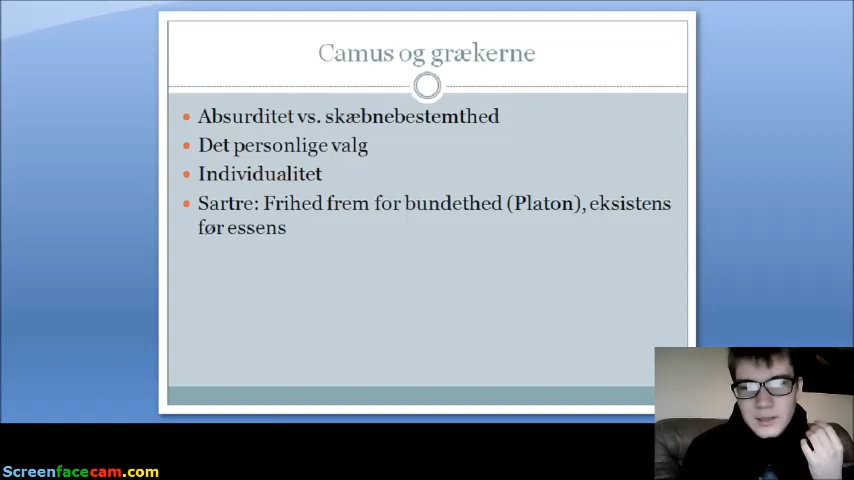 Camus og grækerne
Absurditet vs. skæbnebestemthed
Det personlige valg
Individualitet
Sartre: Frihed frem for bundethed (Platon), eksistens
før essens
Screenfacecam.com